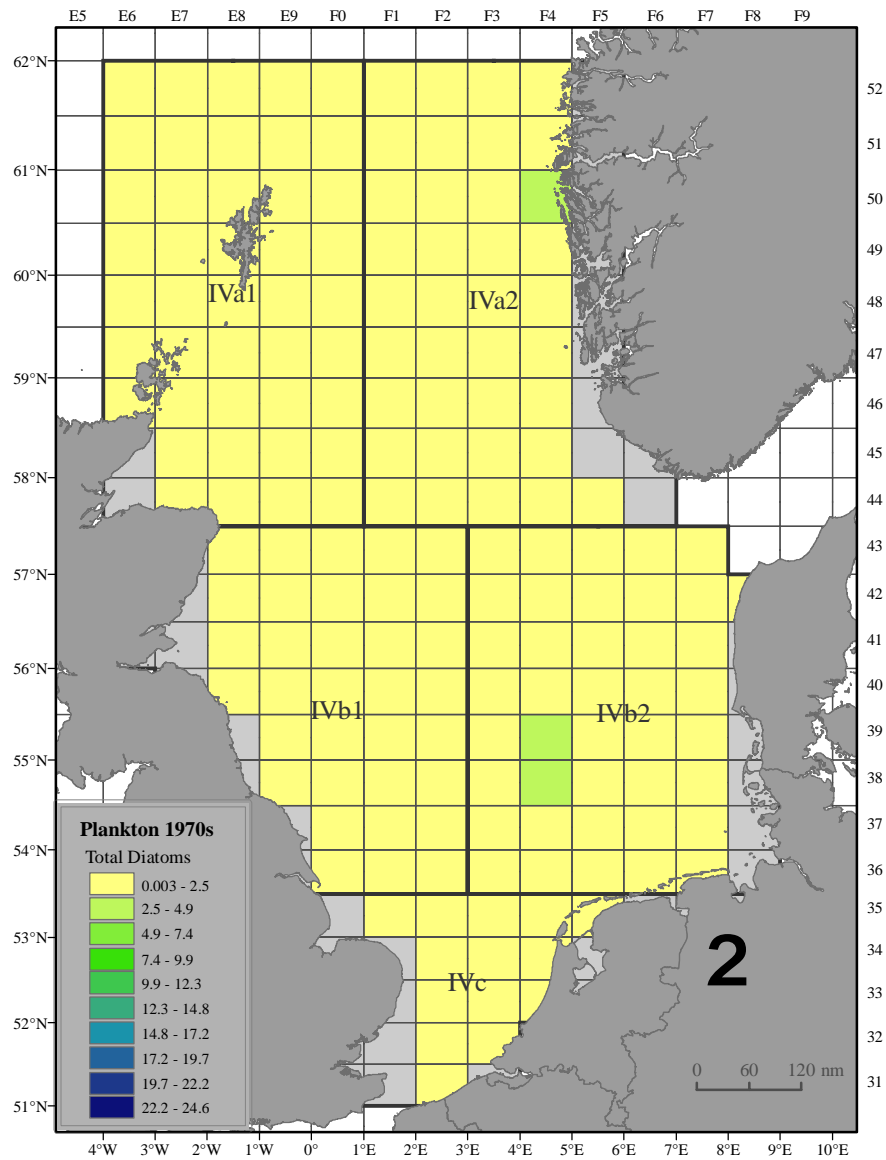 E5 E6 E7 E8 E9 F0 F1 F2 F3 F4 F5 F6 F7 F8 F9
62°N
52
51
61°N
50
49
60°N
IVa1 IVa2
48
47
59°N
46
45
58°N
44
43
57°N
42
41
56°N
40
IVb1 IVb2
39
55°N
38
37
54°N
36
35
53°N
34
2
IVc
33
52°N
32
31
51°N
Plankton 1970s
Total Diatoms
0.003 - 2.5
2.5 - 4.9
4.9 - 7.4
7.4 - 9.9
9.9 - 12.3
12.3 - 14.8
14.8 - 17.2
17.2 - 19.7
19.7 - 22.2
22.2 - 24.6
0 60 120 nm
4°W 3°W 2°W 1°W 0° 1°E 2°E 3°E 4°E 5°E 6°E 7°E 8°E 9°E 10°E